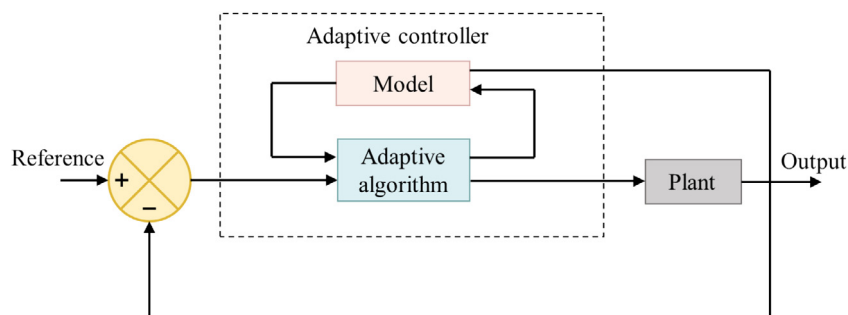 Adaptive controller
Model
Reference
Adaptive
algorithm
Plant
Output
+
−